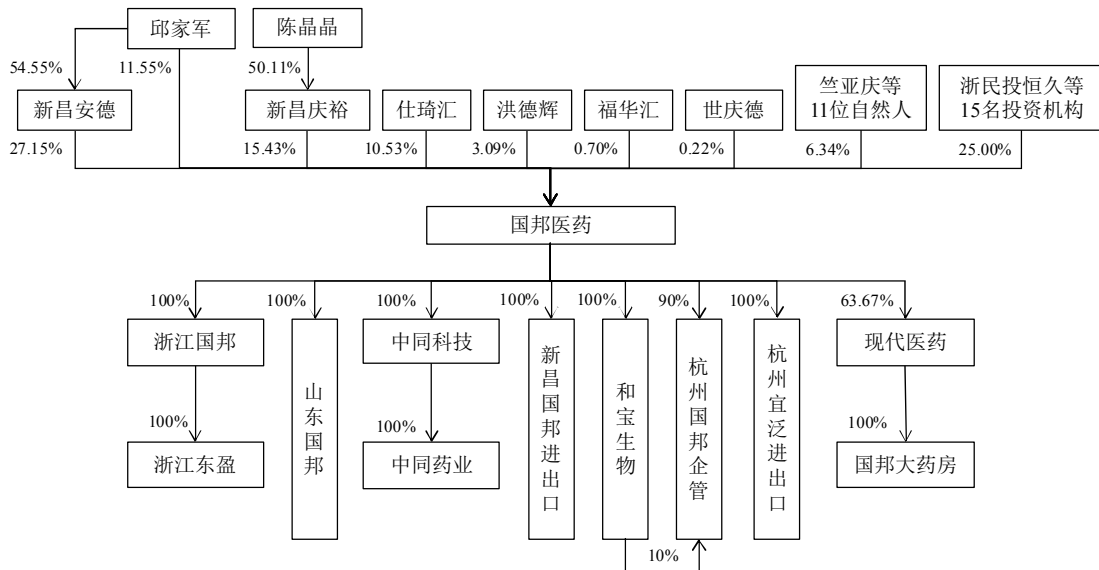 邱家军
陈晶晶
54.55%
11.55%
50.11%
新昌安德
新昌庆裕
仕琦汇
洪德辉
福华汇
世庆德
竺亚庆等
11位自然人
浙民投恒久等
15名投资机构
27.15%
15.43%
10.53%
3.09%
0.70%
0.22%
6.34%
25.00%
国邦医药
100%
100%
100%
100%
100%
90%
100%
63.67%
浙江国邦
山东国邦
中同科技
新昌国邦进出口
和宝生物
杭州国邦企管
杭州宜泛进出口
现代医药
100%
100%
100%
浙江东盈
中同药业
国邦大药房
10%